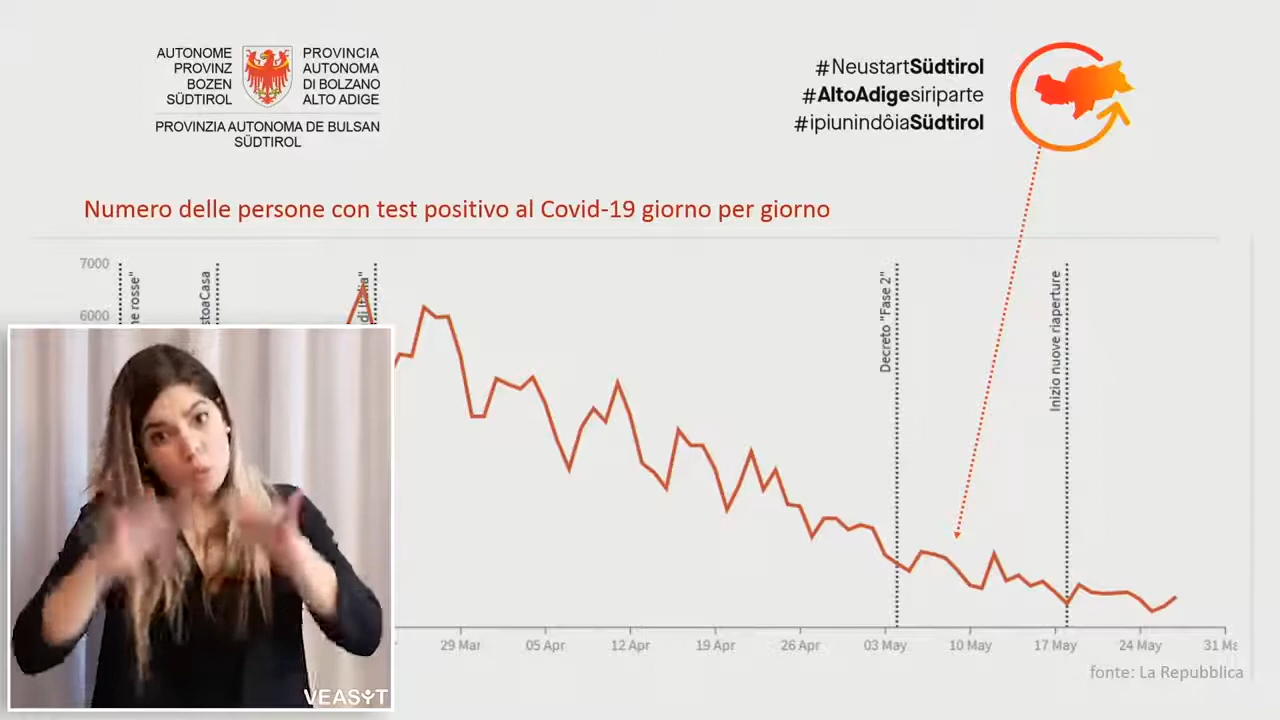 AUTONOME
PROVINZ
BOZEN
SÜDTIROL
PROVINCIA
AUTONOMA
DI BOLZANO
ALTO ADIGE
PROVINZIA AUTONOMA DE BULSAN
SÜDTIROL
#NeustartSüdtirol
#AltoAdigesiriparte
#ipiunindôiaSüdtirol
Numero delle persone con test positivo al Covid-19 giorno per giorno
7000
6000
rosse"
Decreto "Fase 2"
Inizio nuove riaperture
29 Mar
05 Apr
12 Apr
19 Apr
26 Apr
03 May
10 May
17 May
24 May
31 Ma
fonte: La Repubblica
VEASYT